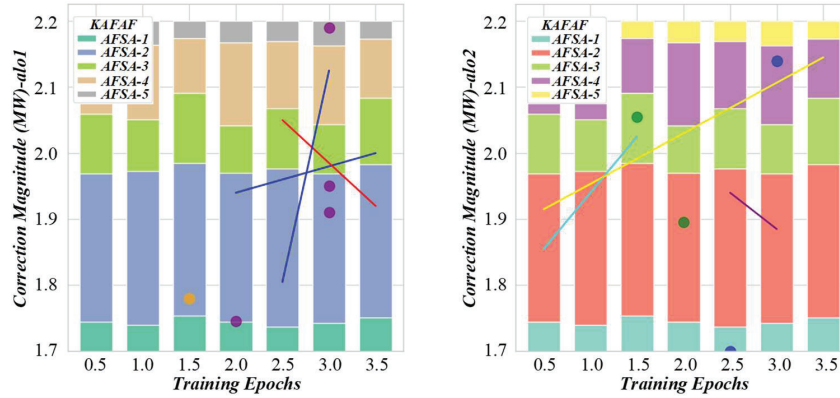 KAFAF
AFSA-1
AFSA-2
AFSA-3
AFSA-4
AFSA-5
Correction Magnitude (MW)-alo1
2.2
2.1
2.0
1.9
1.8
1.7
0.5 1.0 1.5 2.0 2.5 3.0 3.5
Training Epochs
KAFAF
AFSA-1
AFSA-2
AFSA-3
AFSA-4
AFSA-5
Correction Magnitude (MW)-alo2
2.2
2.1
2.0
1.9
1.8
1.7
0.5 1.0 1.5 2.0 2.5 3.0 3.5
Training Epochs